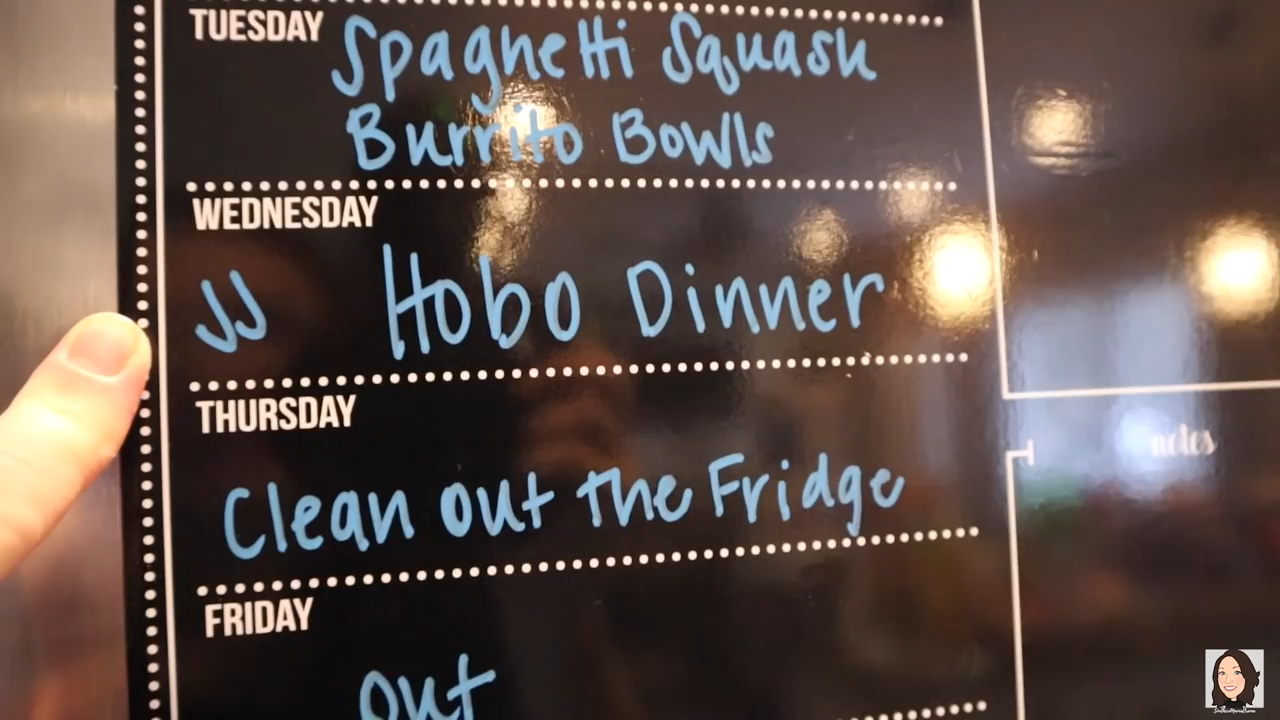 TUESDAY
Spaghetti Squash
Burrito Bowls
WEDNESDAY
JJ Hobo Dinner
THURSDAY
Clean out the Fridge
notes
FRIDAY
out